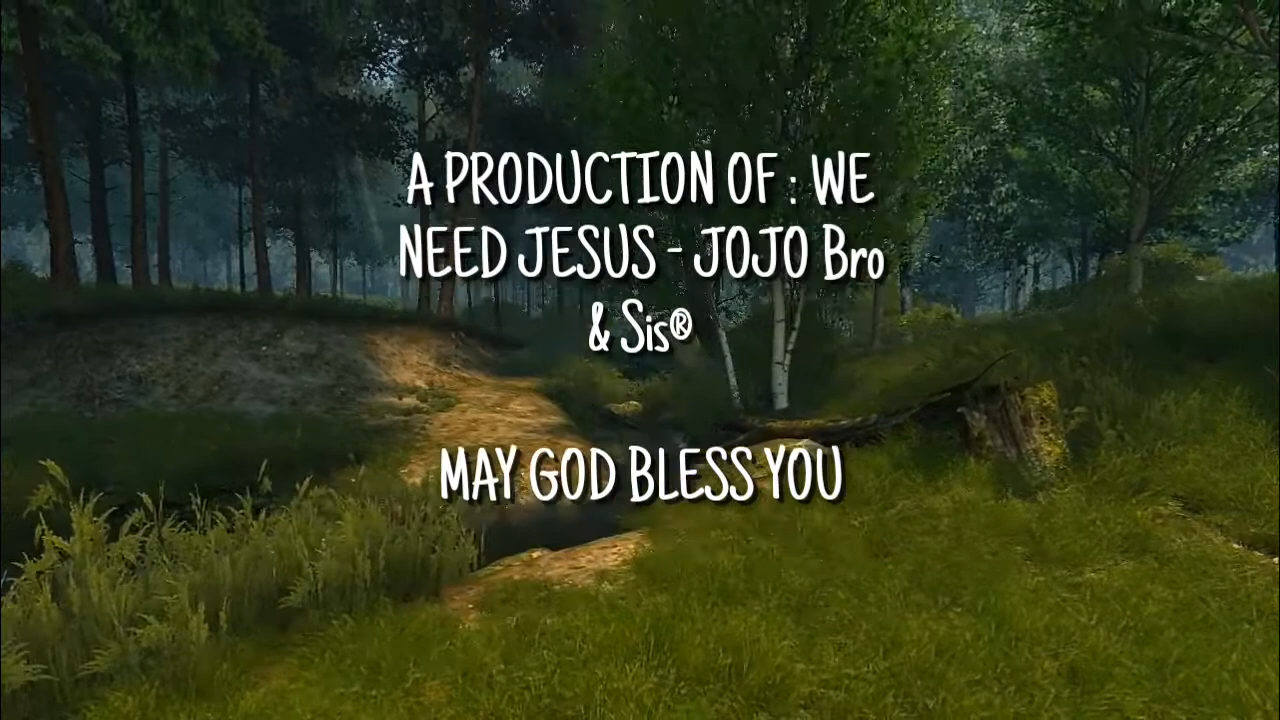 A PRODUCTION OF : WE
NEED JESUS - JOJO Bro
& Sis®
MAY GOD BLESS YOU